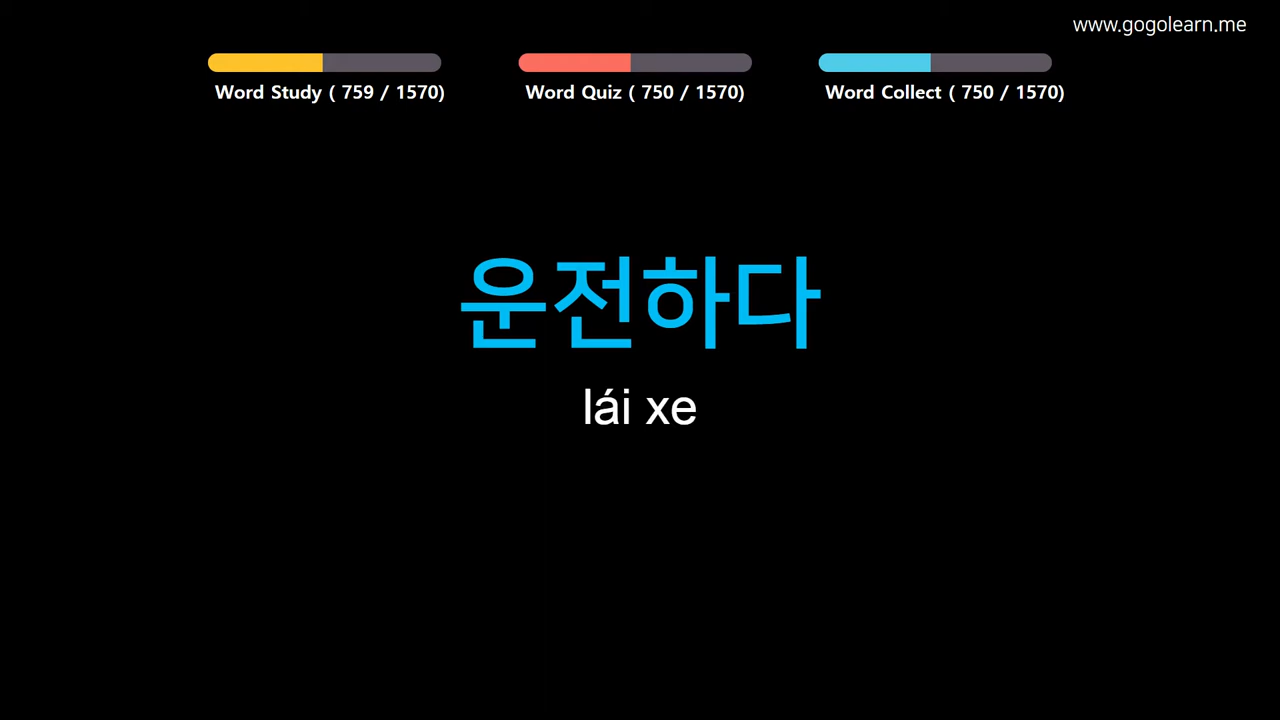 www.gogolearn.me
Word Study ( 759 / 1570)
Word Quiz ( 750 / 1570)
Word Collect ( 750 / 1570)
운전하다
lái xe